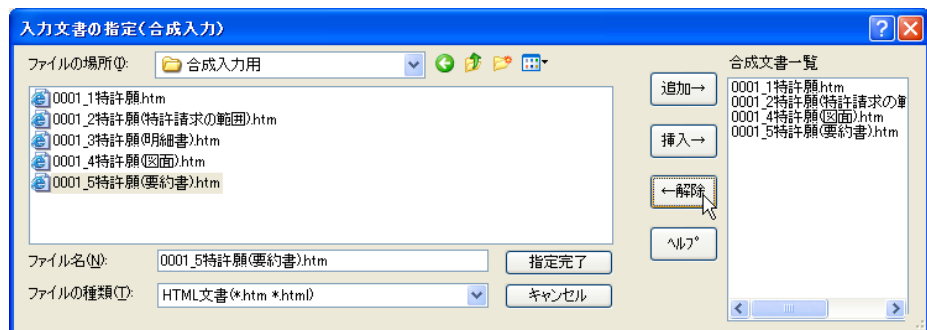 入力文書の指定(合成入力)
ファイルの場所(I):
合成入力用
0001_1特許願.htm
0001_2特許願(特許請求の範囲).htm
0001_3特許願(明細書).htm
0001_4特許願(図面).htm
0001_5特許願(要約書).htm
ファイル名(N):
0001_5特許願(要約書).htm
指定完了
ファイルの種類(T):
HTML文書(*.htm *.html)
キャンセル
追加→
挿入→
←解除
ヘルプ
合成文書一覧
0001_1特許願.htm
0001_2特許願(特許請求の
0001_4特許願(図面).htm
0001_5特許願(要約書).htm